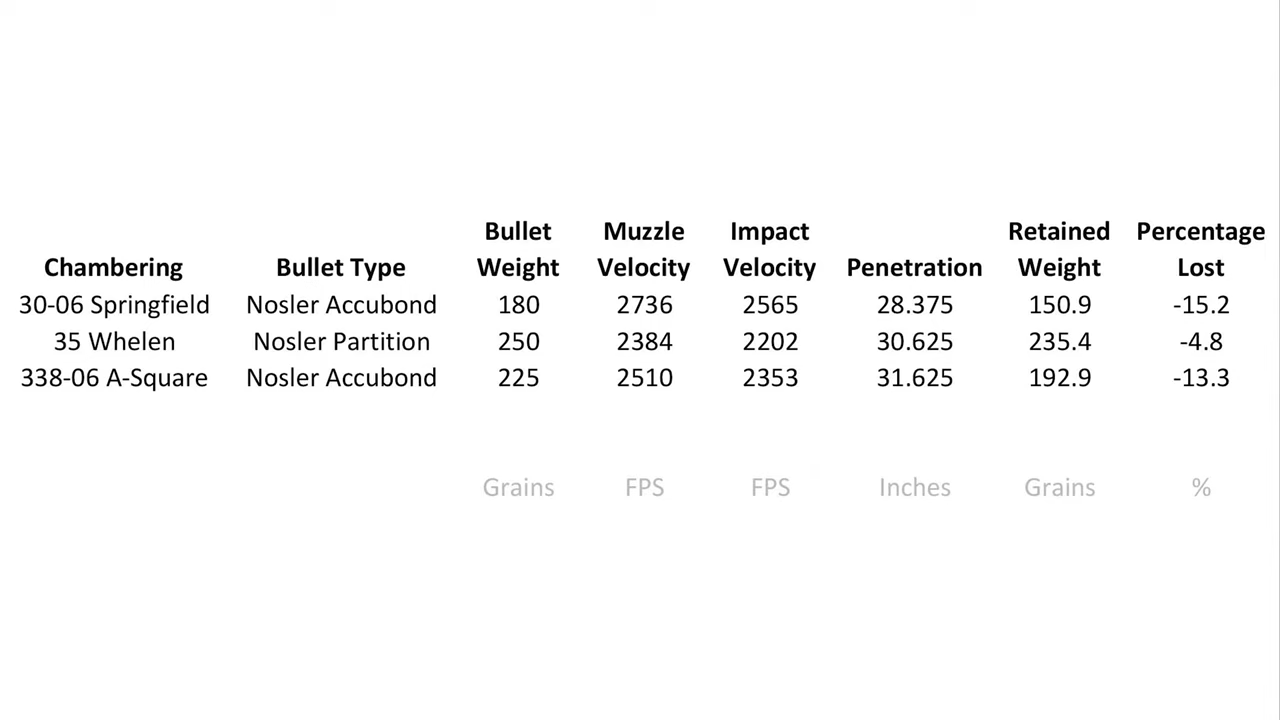 Bullet Muzzle Impact Retained Percentage
Chambering Bullet Type Weight Velocity Velocity Penetration Weight Lost
30-06 Springfield Nosler Accubond 180 2736 2565 28.375 150.9 -15.2
35 Whelen Nosler Partition 250 2384 2202 30.625 235.4 -4.8
338-06 A-Square Nosler Accubond 225 2510 2353 31.625 192.9 -13.3
Grains FPS FPS Inches Grains %